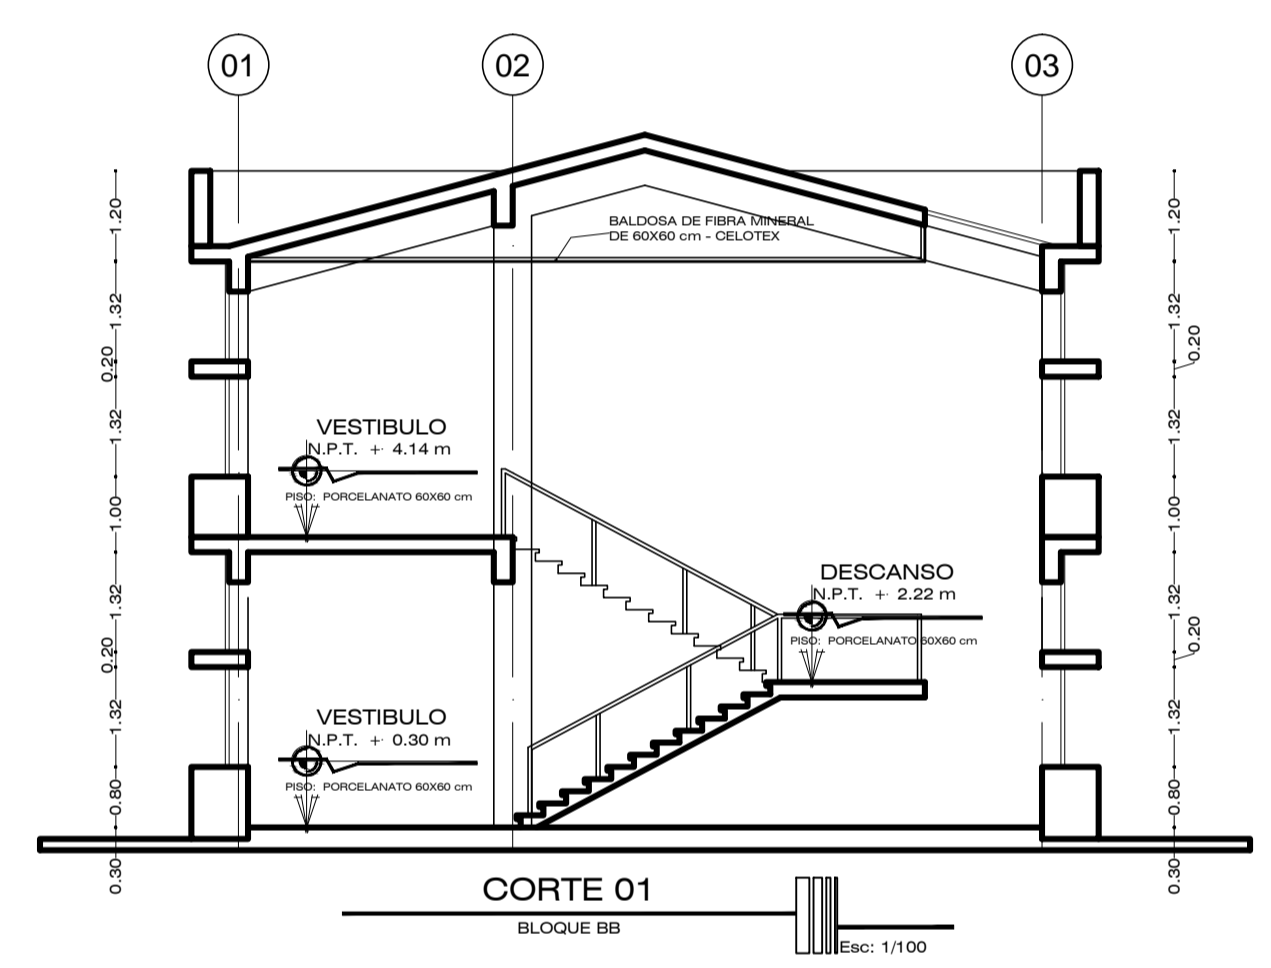 01
02
03
BALDOSA DE FIBRA MINERAL
DE 60X60 cm - CELOTEX
1.20
1.32
0.20
1.32
1.00
1.32
0.20
1.32
0.80
0.30
1.20
1.32
0.20
1.32
1.00
1.32
0.20
1.32
0.80
0.30
VESTIBULO
N.P.T. + 4.14 m
PISO: PORCELANATO 60X60 cm
DESCANSO
N.P.T. + 2.22 m
PISO: PORCELANATO 60X60 cm
VESTIBULO
N.P.T. + 0.30 m
PISO: PORCELANATO 60X60 cm
CORTE 01
BLOQUE BB
Esc: 1/100